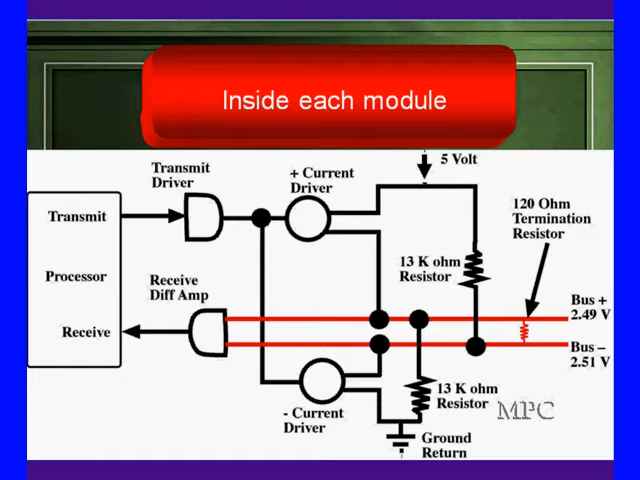 Inside each module
Transmit
Driver
+ Current
Driver
5 Volt
120 Ohm
Termination
Resistor
Transmit
Processor
Receive
Receive
Diff Amp
13 K ohm
Resistor
Bus +
2.49 V
Bus –
2.51 V
- Current
Driver
13 K ohm
Resistor
MPC
Ground
Return